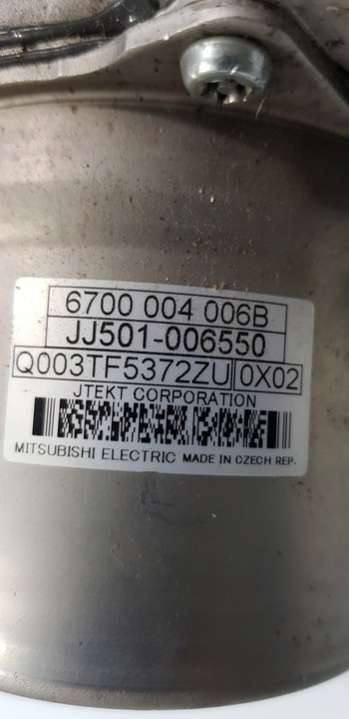 6700 004 006B
JJ501-006550
Q003TF5372ZU 0X02
JTEKT CORPORATION
MITSUBISHI ELECTRIC MADE IN CZECH REP.